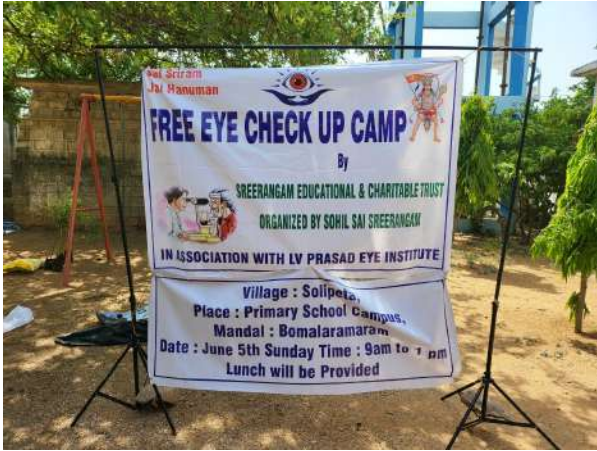 Jai Sriram
Jai Hanuman
FREE EYE CHECK UP CAMP
By
SREERANGAM EDUCATIONAL & CHARITABLE TRUST
ORGANIZED BY SOHIL SAI SREERANGAM
IN ASSOCIATION WITH LV PRASAD EYE INSTITUTE
Village : Solipeta,
Place : Primary School Campus,
Mandal : Bomalaramaram
Date : June 5th Sunday Time : 9am to 1 pm
Lunch will be Provided